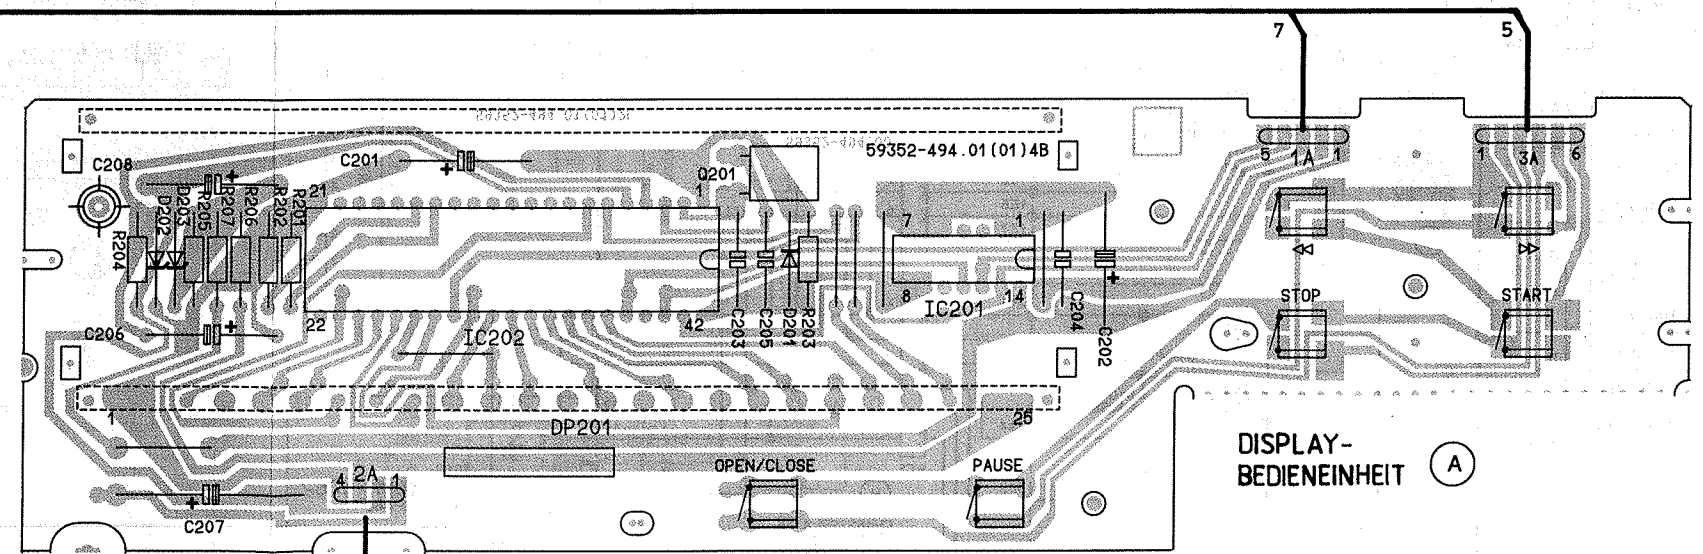 7 5
59352-494.01(01)4B
5 1A 1
1 3A 6
C208
C201
Q201
21
1
D202
D203
R205
R207
R206
R202
R201
R204
7 1
8 14
IC201
C204
C202
C203
C205
D201
R203
22
42
IC202
C206
STOP
START
1
25
DP201
4 2A 1
C207
OPEN/CLOSE
PAUSE
DISPLAY-
BEDIENEINHEIT
A